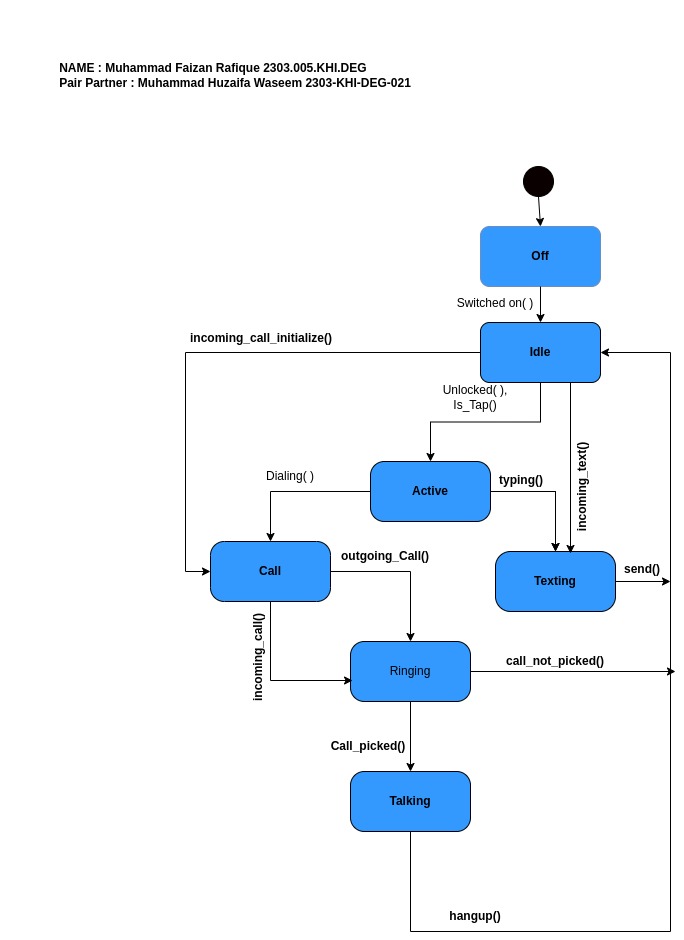 NAME : Muhammad Faizan Rafique 2303.005.KHI.DEG
Pair Partner : Muhammad Huzaifa Waseem 2303-KHI-DEG-021
Off
Switched on( )
incoming_call_initialize()
Idle
Unlocked( ),
Is_Tap()
incoming_text()
Dialing( )
Active
typing()
Call
outgoing_Call()
Texting
send()
incoming_call()
Ringing
call_not_picked()
Call_picked()
Talking
hangup()